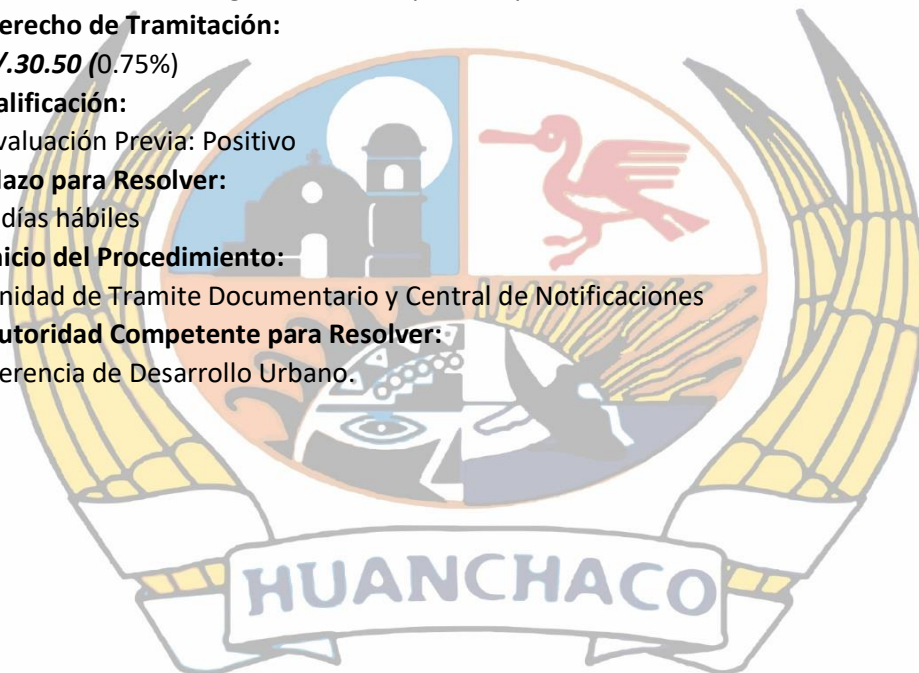 erecho de Tramitación:
/.30.50 (0.75%)
alificación:
valuación Previa: Positivo
lazo para Resolver:
días hábiles
nicio del Procedimiento:
nidad de Tramite Documentario y Central de Notificaciones
utoridad Competente para Resolver:
erencia de Desarrollo Urbano.
HUANCHACO